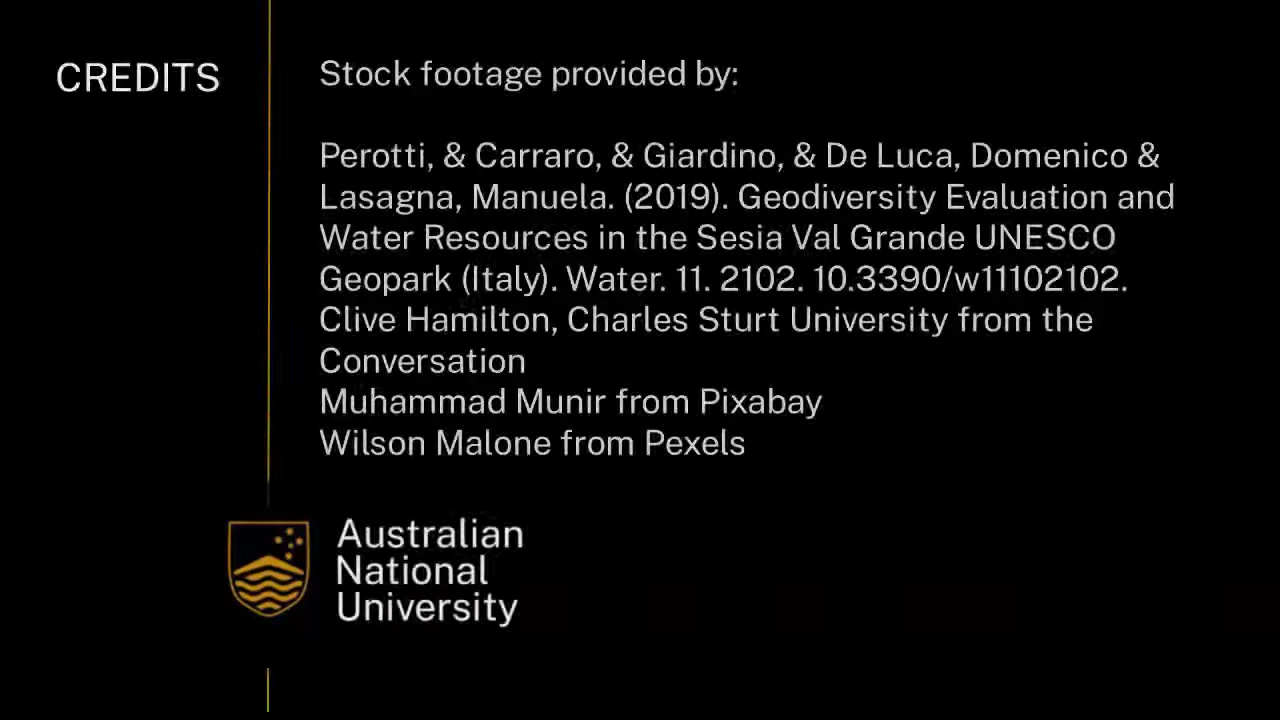 CREDITS
Stock footage provided by:
Perotti, & Carraro, & Giardino, & De Luca, Domenico &
Lasagna, Manuela. (2019). Geodiversity Evaluation and
Water Resources in the Sesia Val Grande UNESCO
Geopark (Italy). Water. 11. 2102. 10.3390/w11102102.
Clive Hamilton, Charles Sturt University from the
Conversation
Muhammad Munir from Pixabay
Wilson Malone from Pexels
Australian
National
University